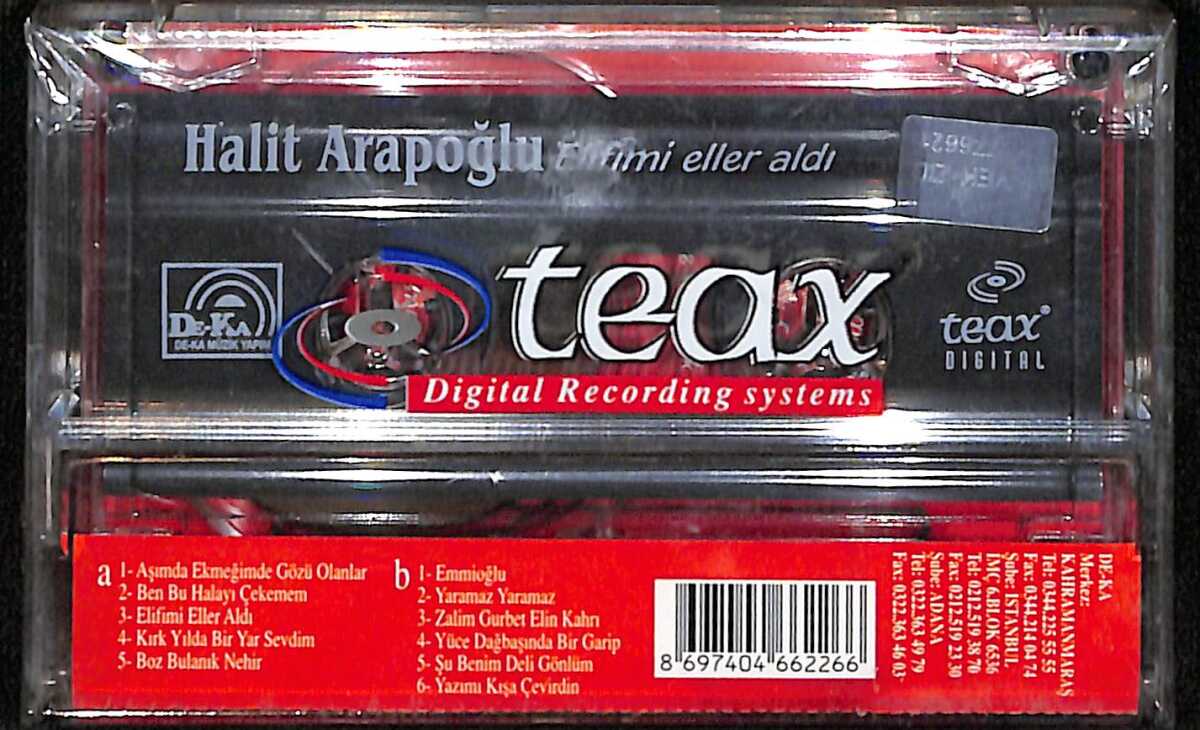 Halit Arapoğlu Elifimi eller aldı
DE-KA
DE-KA MÜZİK YAPIM
teax
Digital Recording systems
teax®
DIGITAL
a
1- Aşımda Ekmeğimde Gözü Olanlar
2- Ben Bu Halayı Çekemem
3- Elifimi Eller Aldı
4- Kırk Yılda Bir Yar Sevdim
5- Boz Bulanık Nehir
b
1- Emmioğlu
2- Yaramaz Yaramaz
3- Zalim Gurbet Elin Kahrı
4- Yüce Dağbaşında Bir Garip
5- Şu Benim Deli Gönlüm
6- Yazımı Kışa Çevirdin
8 697404 662266
DE-KA
Merkez:
KAHRAMANMARAŞ
Tel: 0344.225 55 55
Fax: 0344.214 04 74
Şube: İSTANBUL
İMÇ 6.BLOK 6536
Tel: 0212.519 38 70
Fax: 0212.519 23 30
Şube: ADANA
Tel: 0322.363 49 79
Fax: 0322.363 46 03